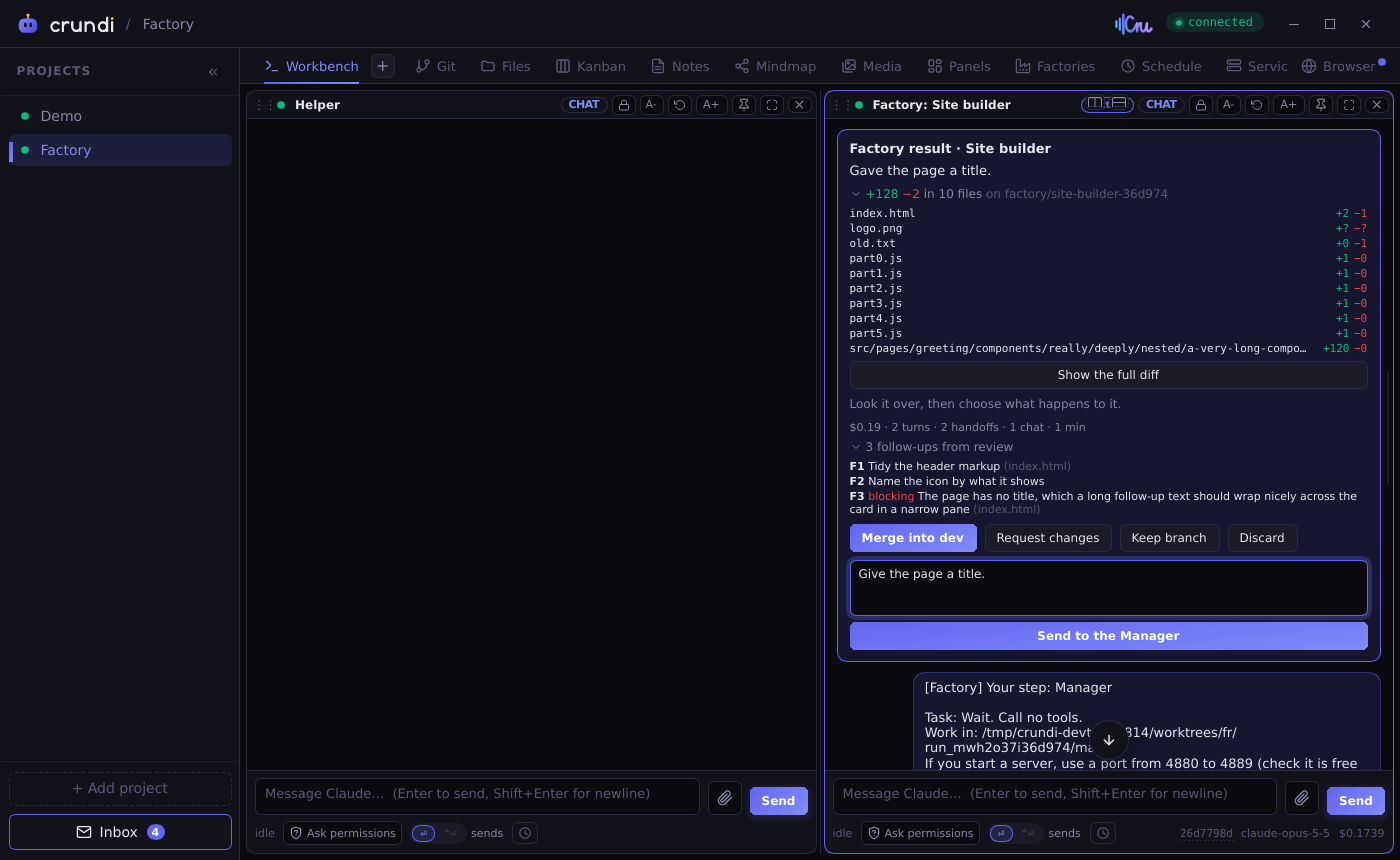 crundi / Factory
Cru
connected
PROJECTS
Demo
Factory
+ Add project
Inbox 4
Workbench
Git
Files
Kanban
Notes
Mindmap
Media
Panels
Factories
Schedule
Servic
Browser
Helper
CHAT
A-
A+
Message Claude… (Enter to send, Shift+Enter for newline)
Send
idle
Ask permissions
sends
Factory: Site builder
CHAT
A-
A+
Factory result · Site builder
Gave the page a title.
+128 −2 in 10 files on factory/site-builder-36d974
index.html +2 −1
logo.png +? −?
old.txt +0 −1
part0.js +1 −0
part1.js +1 −0
part2.js +1 −0
part3.js +1 −0
part4.js +1 −0
part5.js +1 −0
src/pages/greeting/components/really/deeply/nested/a-very-long-compo… +120 −0
Show the full diff
Look it over, then choose what happens to it.
$0.19 · 2 turns · 2 handoffs · 1 chat · 1 min
3 follow-ups from review
F1 Tidy the header markup (index.html)
F2 Name the icon by what it shows
F3 blocking The page has no title, which a long follow-up text should wrap nicely across the
card in a narrow pane (index.html)
Merge into dev
Request changes
Keep branch
Discard
Give the page a title.
Send to the Manager
[Factory] Your step: Manager
Task: Wait. Call no tools.
Work in: /tmp/crundi-devt 814/worktrees/fr/
run_mwh2o37i36d974/ma
If you start a server, use a port from 4880 to 4889 (check it is free
Message Claude… (Enter to send, Shift+Enter for newline)
Send
idle
Ask permissions
sends
26d7798d claude-opus-5-5 $0.1739